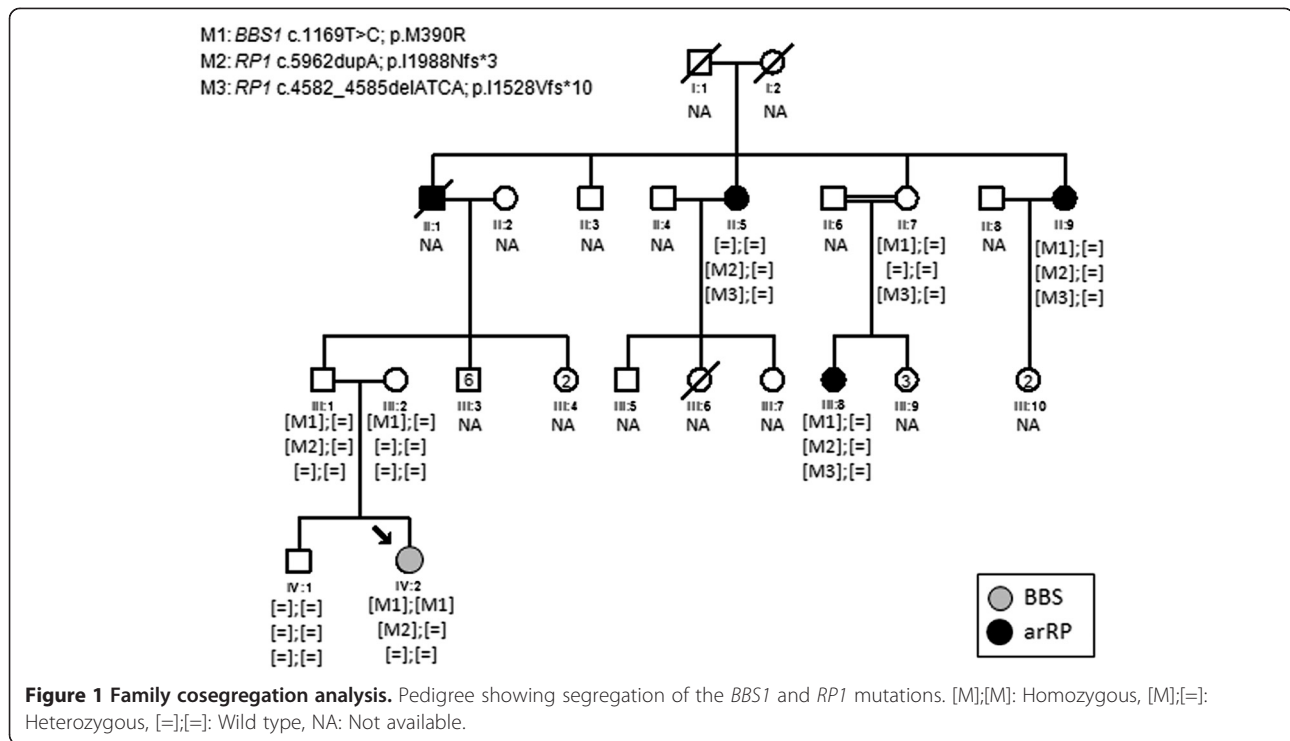 M1: BBS1 c.1169T>C; p.M390R
M2: RP1 c.5962dupA; p.I1988Nfs*3
M3: RP1 c.4582_4585delATCA; p.I1528Vfs*10
I:1 I:2
NA NA
II:1 II:2 II:3 II:4 II:5 II:6 II:7 II:8 II:9
NA NA NA NA [=];[=] NA [M1];[=] NA [M1];[=]
[M2];[=] [=];[=] [M2];[=]
[M3];[=] [M3];[=] [M3];[=]
6 2 3 2
III:1 III:2 III:3 III:4 III:5 III:6 III:7 III:8 III:9 III:10
[M1];[=] [M1];[=] NA NA NA NA NA [M1];[=] NA NA
[M2];[=] [=];[=] [M2];[=]
[=];[=] [=];[=] [M3];[=]
IV:1 IV:2
[=];[=] [M1];[M1]
[=];[=] [M2];[=]
[=];[=] [=];[=]
BBS
arRP
Figure 1 Family cosegregation analysis. Pedigree showing segregation of the BBS1 and RP1 mutations. [M];[M]: Homozygous, [M];[=]:
Heterozygous, [=];[=]: Wild type, NA: Not available.